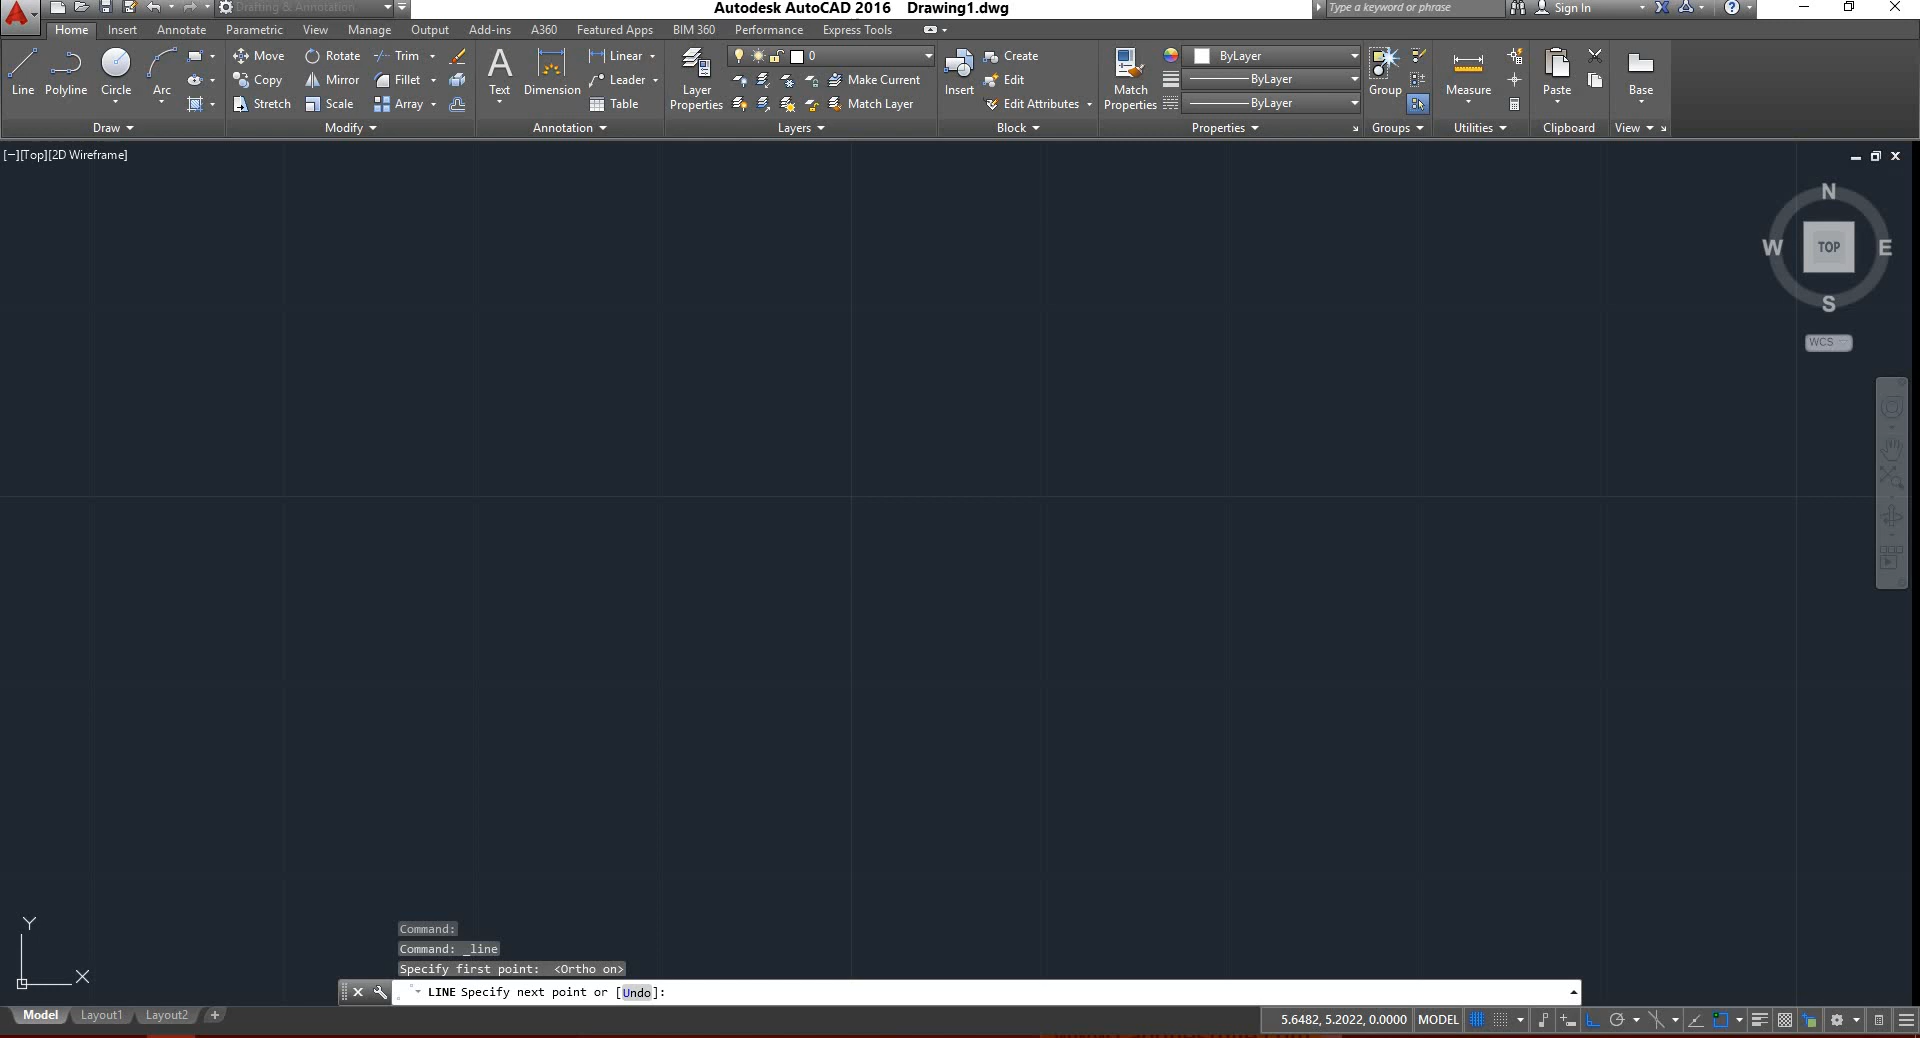 Drafting & Annotation
Autodesk AutoCAD 2016 Drawing1.dwg
Type a keyword or phrase
Sign In
Home Insert Annotate Parametric View Manage Output Add-ins A360 Featured Apps BIM 360 Performance Express Tools
Line Polyline Circle Arc
Move Rotate Trim
Copy Mirror Fillet
Stretch Scale Array
Text Dimension
Linear
Leader
Table
Layer Properties
0
Make Current
Match Layer
Insert
Create
Edit
Edit Attributes
Match Properties
ByLayer
ByLayer
ByLayer
Group
Measure
Paste
Base
Draw Modify Annotation Layers Block Properties Groups Utilities Clipboard View
[−][Top][2D Wireframe]
N
W TOP E
S
WCS
Y
X
Command:
Command: _line
Specify first point: <Ortho on>
LINE Specify next point or [Undo]:
Model Layout1 Layout2 +
5.6482, 5.2022, 0.0000 MODEL